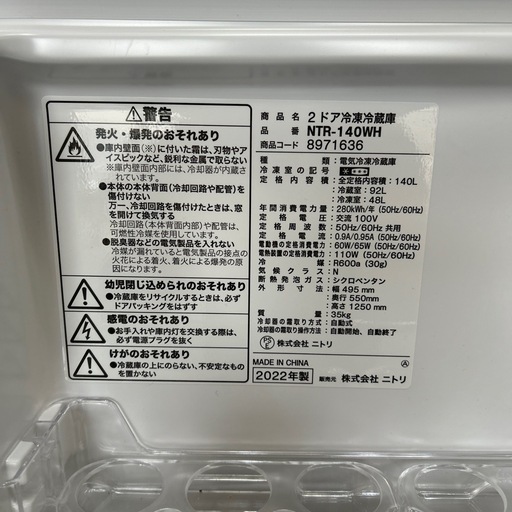 警告
発火・爆発のおそれあり
●庫内壁面に付いた霜は、刃物やア
イスピックなど、鋭利な金属で取らない
※庫内壁面内部には、冷却器が内蔵さ
れています。
●本体の本体背面(冷却回路や配管)を
傷付けない
万一、冷却回路を傷付けたときは、窓
を開けて換気する
冷却回路(本体背面内部)や配管は、
可燃性冷媒を使用しています。
●脱臭器などの電気製品を入れない
冷媒が漏れていると電気製品の接点の
火花による引火、着火による爆発の原
因になります。
幼児閉じ込められのおそれあり
●冷蔵庫をリサイクルするときは、必ず
ドアパッキングをはずす
感電のおそれあり
●お手入れや庫内灯を交換する際は、必
ず電源プラグを抜く
けがのおそれあり
●冷蔵庫の上にのらない、不安定なもの
を置かない
商品名 2ドア冷凍冷蔵庫
品番 NTR-140WH
商品コード 8971636
種類:電気冷凍冷蔵庫
冷凍室の記号:
定格内容積:全定格内容積:140L
冷蔵室:92L
冷凍室:48L
年間消費電力量:280kWh/年(50Hz/60Hz)
定格電圧:交流100V
定格周波数:50Hz/60Hz 共用
定格電流:0.9A/0.95A(50Hz/60Hz)
電動機の定格消費電力:60W/65W(50Hz/60Hz)
電熱装置の定格消費電力:110W(50Hz/60Hz)
冷媒:R600a(30g)
気候クラス:N
断熱発泡ガス:シクロペンタン
外形寸法:幅495mm
奥行550mm
高さ1250mm
質量:35kg
冷却器の霜取り方式:自動式
冷却器の霜取り操作方法:自動開始、自動終了
PSE 株式会社 ニトリ
MADE IN CHINA A
2022年製 販売元 株式会社 ニトリ